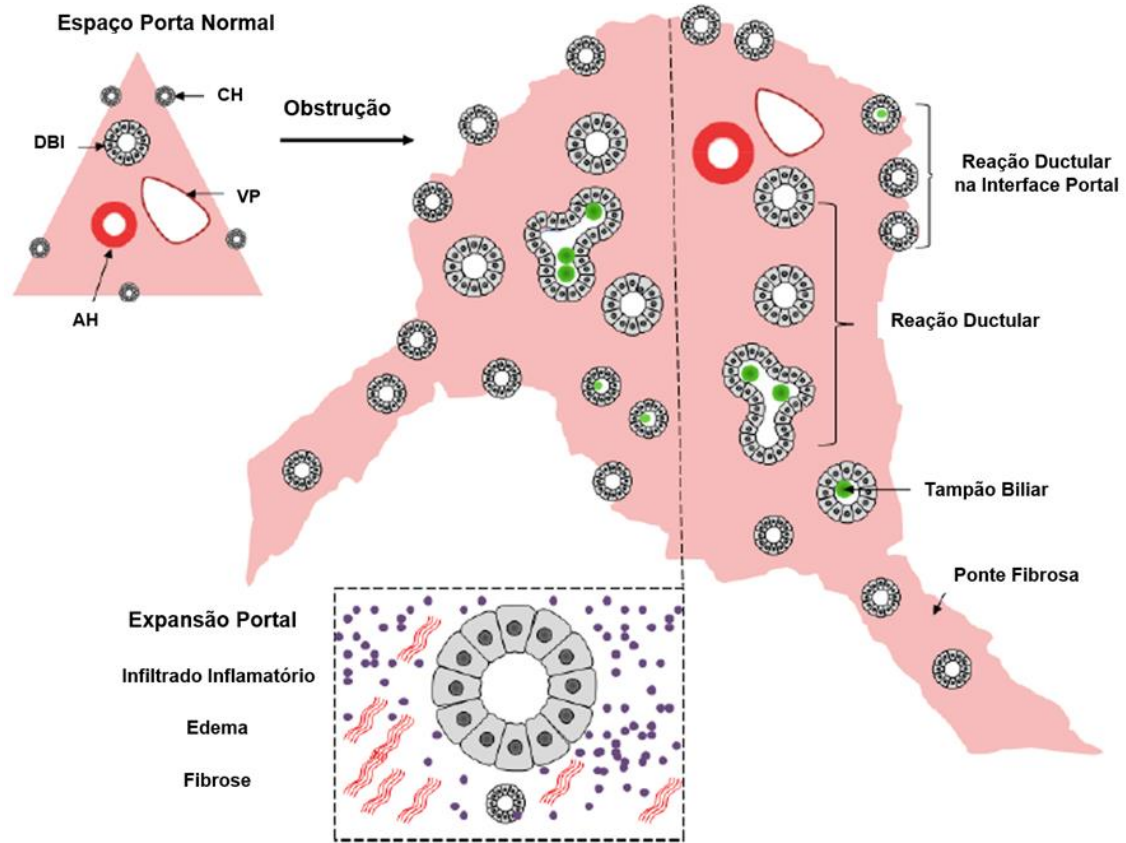 Espaço Porta Normal
CH
DBI
VP
AH
Obstrução
Reação Ductular
na Interface Portal
Reação Ductular
Tampão Biliar
Ponte Fibrosa
Expansão Portal
Infiltrado Inflamatório
Edema
Fibrose